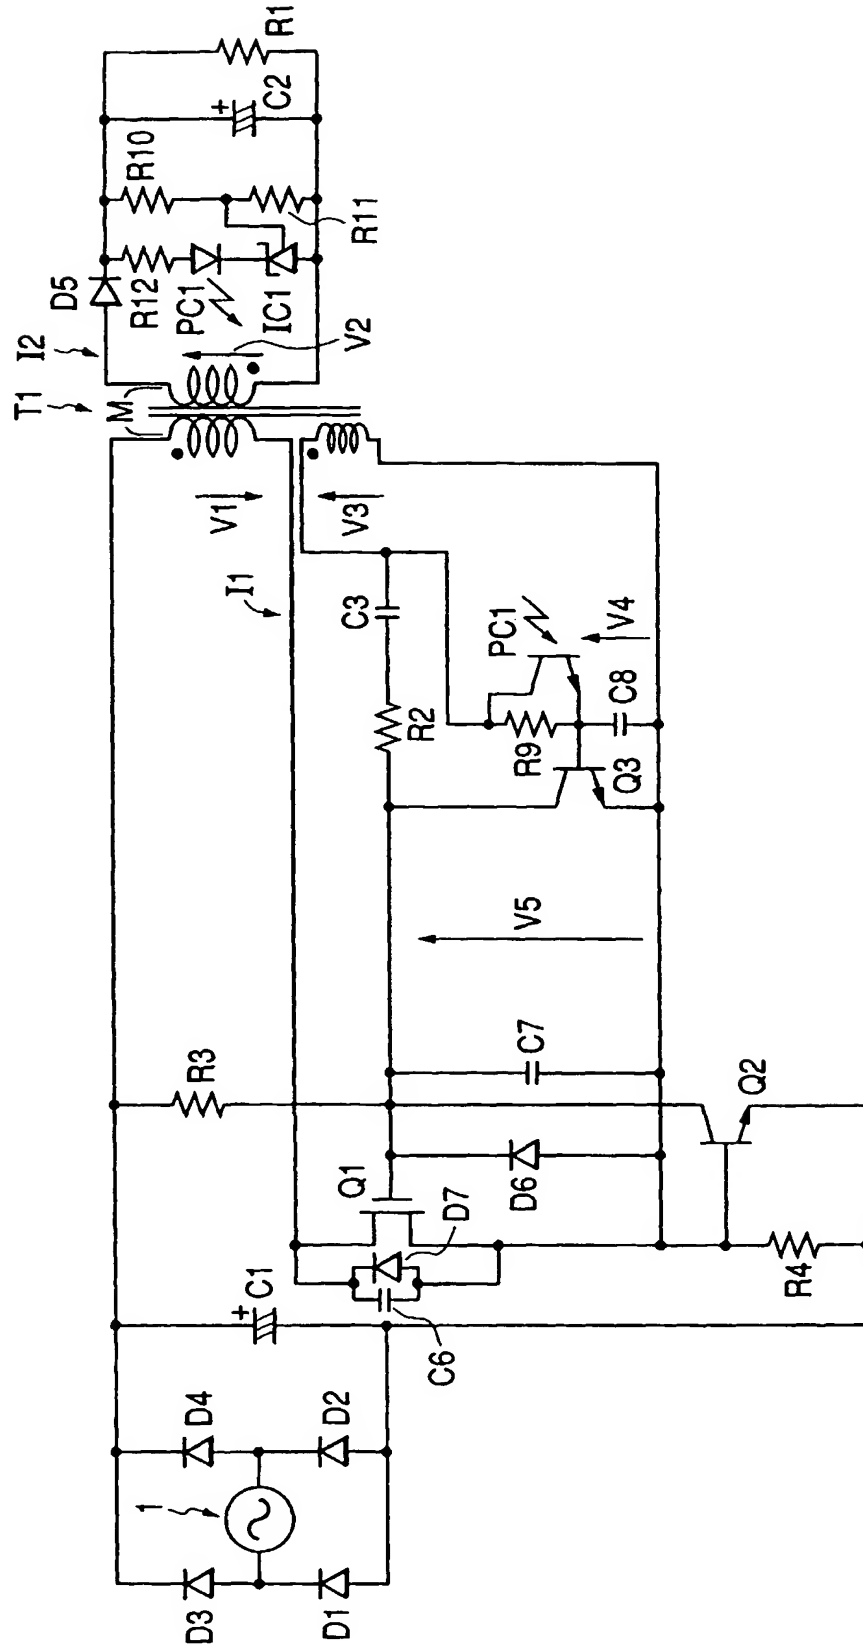 T1
I2
D5
M
R12
R10
R1
C2
PC1
IC1
R11
V2
V1
V3
I1
C3
R2
PC1
V4
R9
C8
Q3
V5
R3
C7
Q1
D7
D6
Q2
R4
C1
C6
D4
D2
1
D3
D1